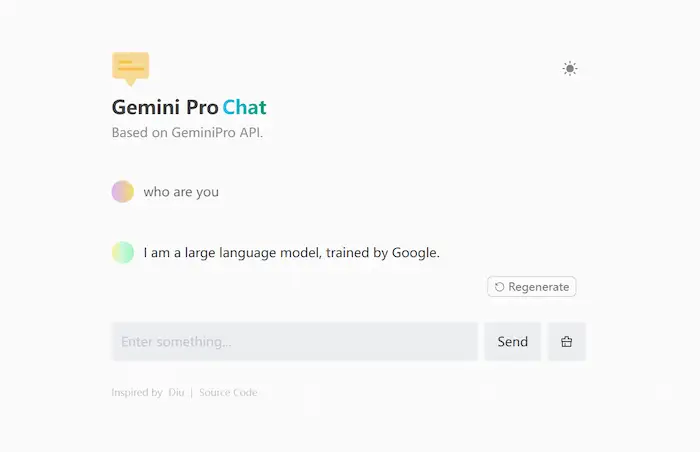 Gemini Pro Chat
Based on GeminiPro API.
who are you
I am a large language model, trained by Google.
Regenerate
Enter something...
Send
Inspired by Diu | Source Code